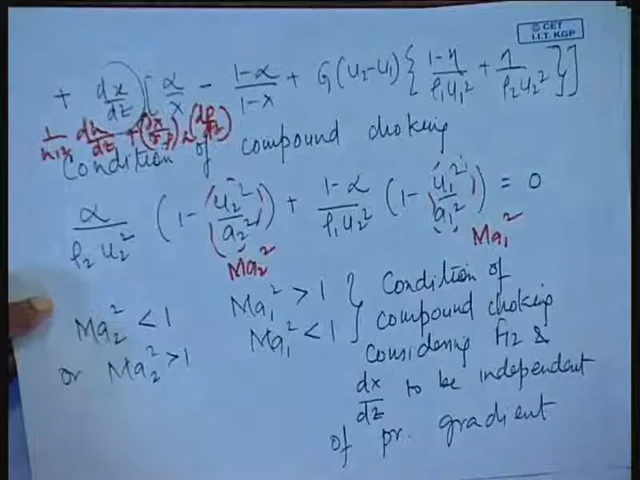 © CET
I.I.T. KGP
+ dx/dz [ α/x - (1-α)/(1-x) + G(u₂-u₁) { (1-η)/(ρ₁u₁²) + η/(ρ₂u₂²) } ]
Condition of compound choking
α/(ρ₂u₂²) (1 - u₂²/a₂²) + (1-α)/(ρ₁u₁²) (1 - u₁²/a₁²) = 0
Ma₂² Ma₁²
Ma₂² < 1 Ma₁² > 1 } Condition of
or Ma₂² > 1 Ma₁² < 1 compound choking
considering F₁₂ &
dx/dz to be independent
of pr. gradient